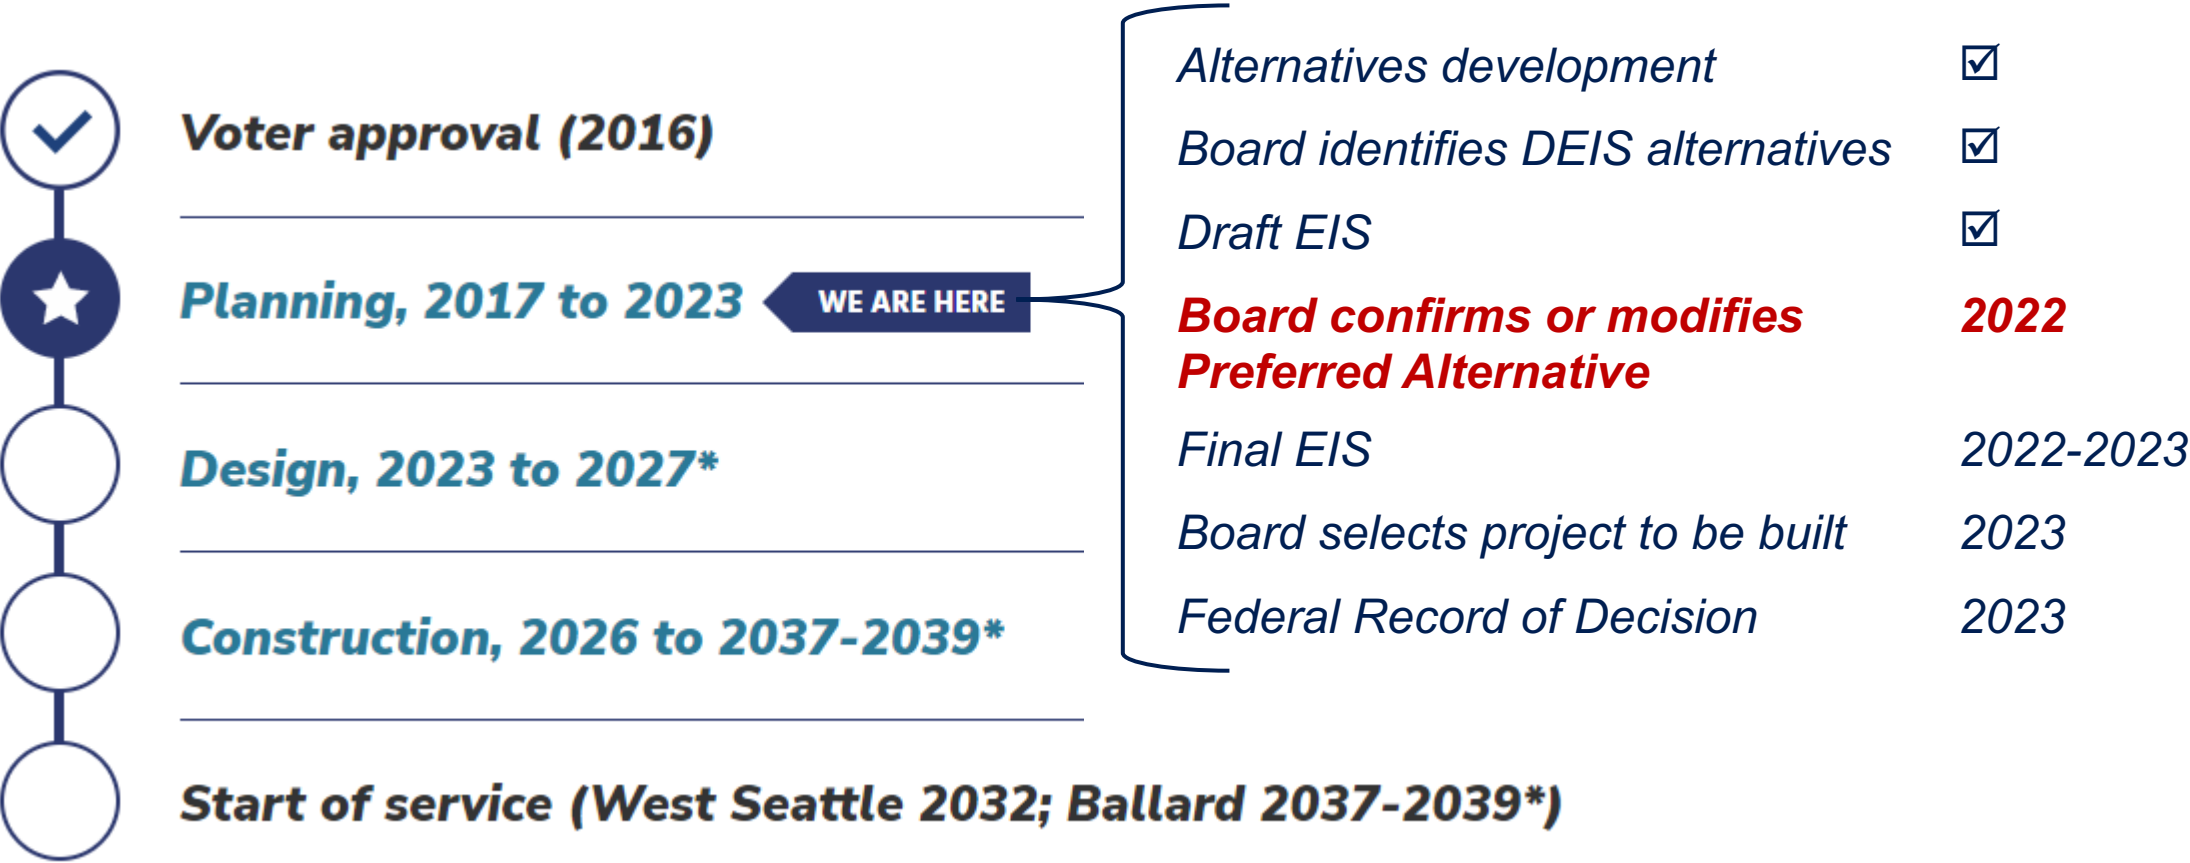 Voter approval (2016)
Planning, 2017 to 2023
WE ARE HERE
Design, 2023 to 2027*
Construction, 2026 to 2037-2039*
Start of service (West Seattle 2032; Ballard 2037-2039*)
Alternatives development ☑
Board identifies DEIS alternatives ☑
Draft EIS ☑
Board confirms or modifies 2022
Preferred Alternative
Final EIS 2022-2023
Board selects project to be built 2023
Federal Record of Decision 2023